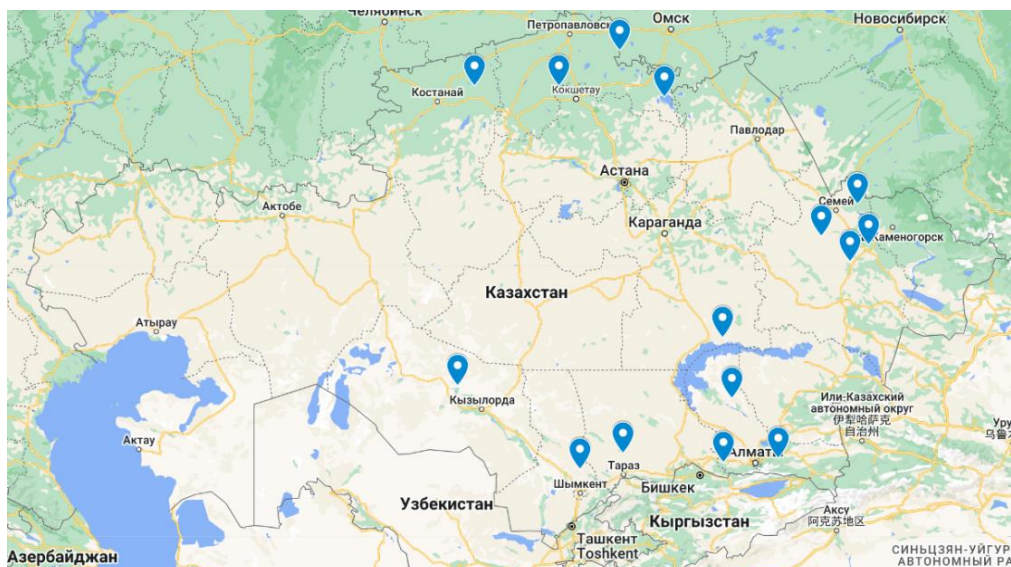 Челябинск
Петропавловск
Омск
Новосибирск
Костанай
Кокшетау
Павлодар
Астана
Актобе
Семей
Караганда
Каменогорск
Казахстан
Атырау
Кызылорда
Или-Казахский
автономный округ
伊犁哈萨克
自治州
Актау
Тараз
Алматы
Шымкент
Бишкек
Узбекистан
Кыргызстан
Аксу
阿克苏地区
Ташкент
Toshkent
Азербайджан
СИНЬЦЗЯН-УЙГУР
АВТОНОМНЫЙ РА